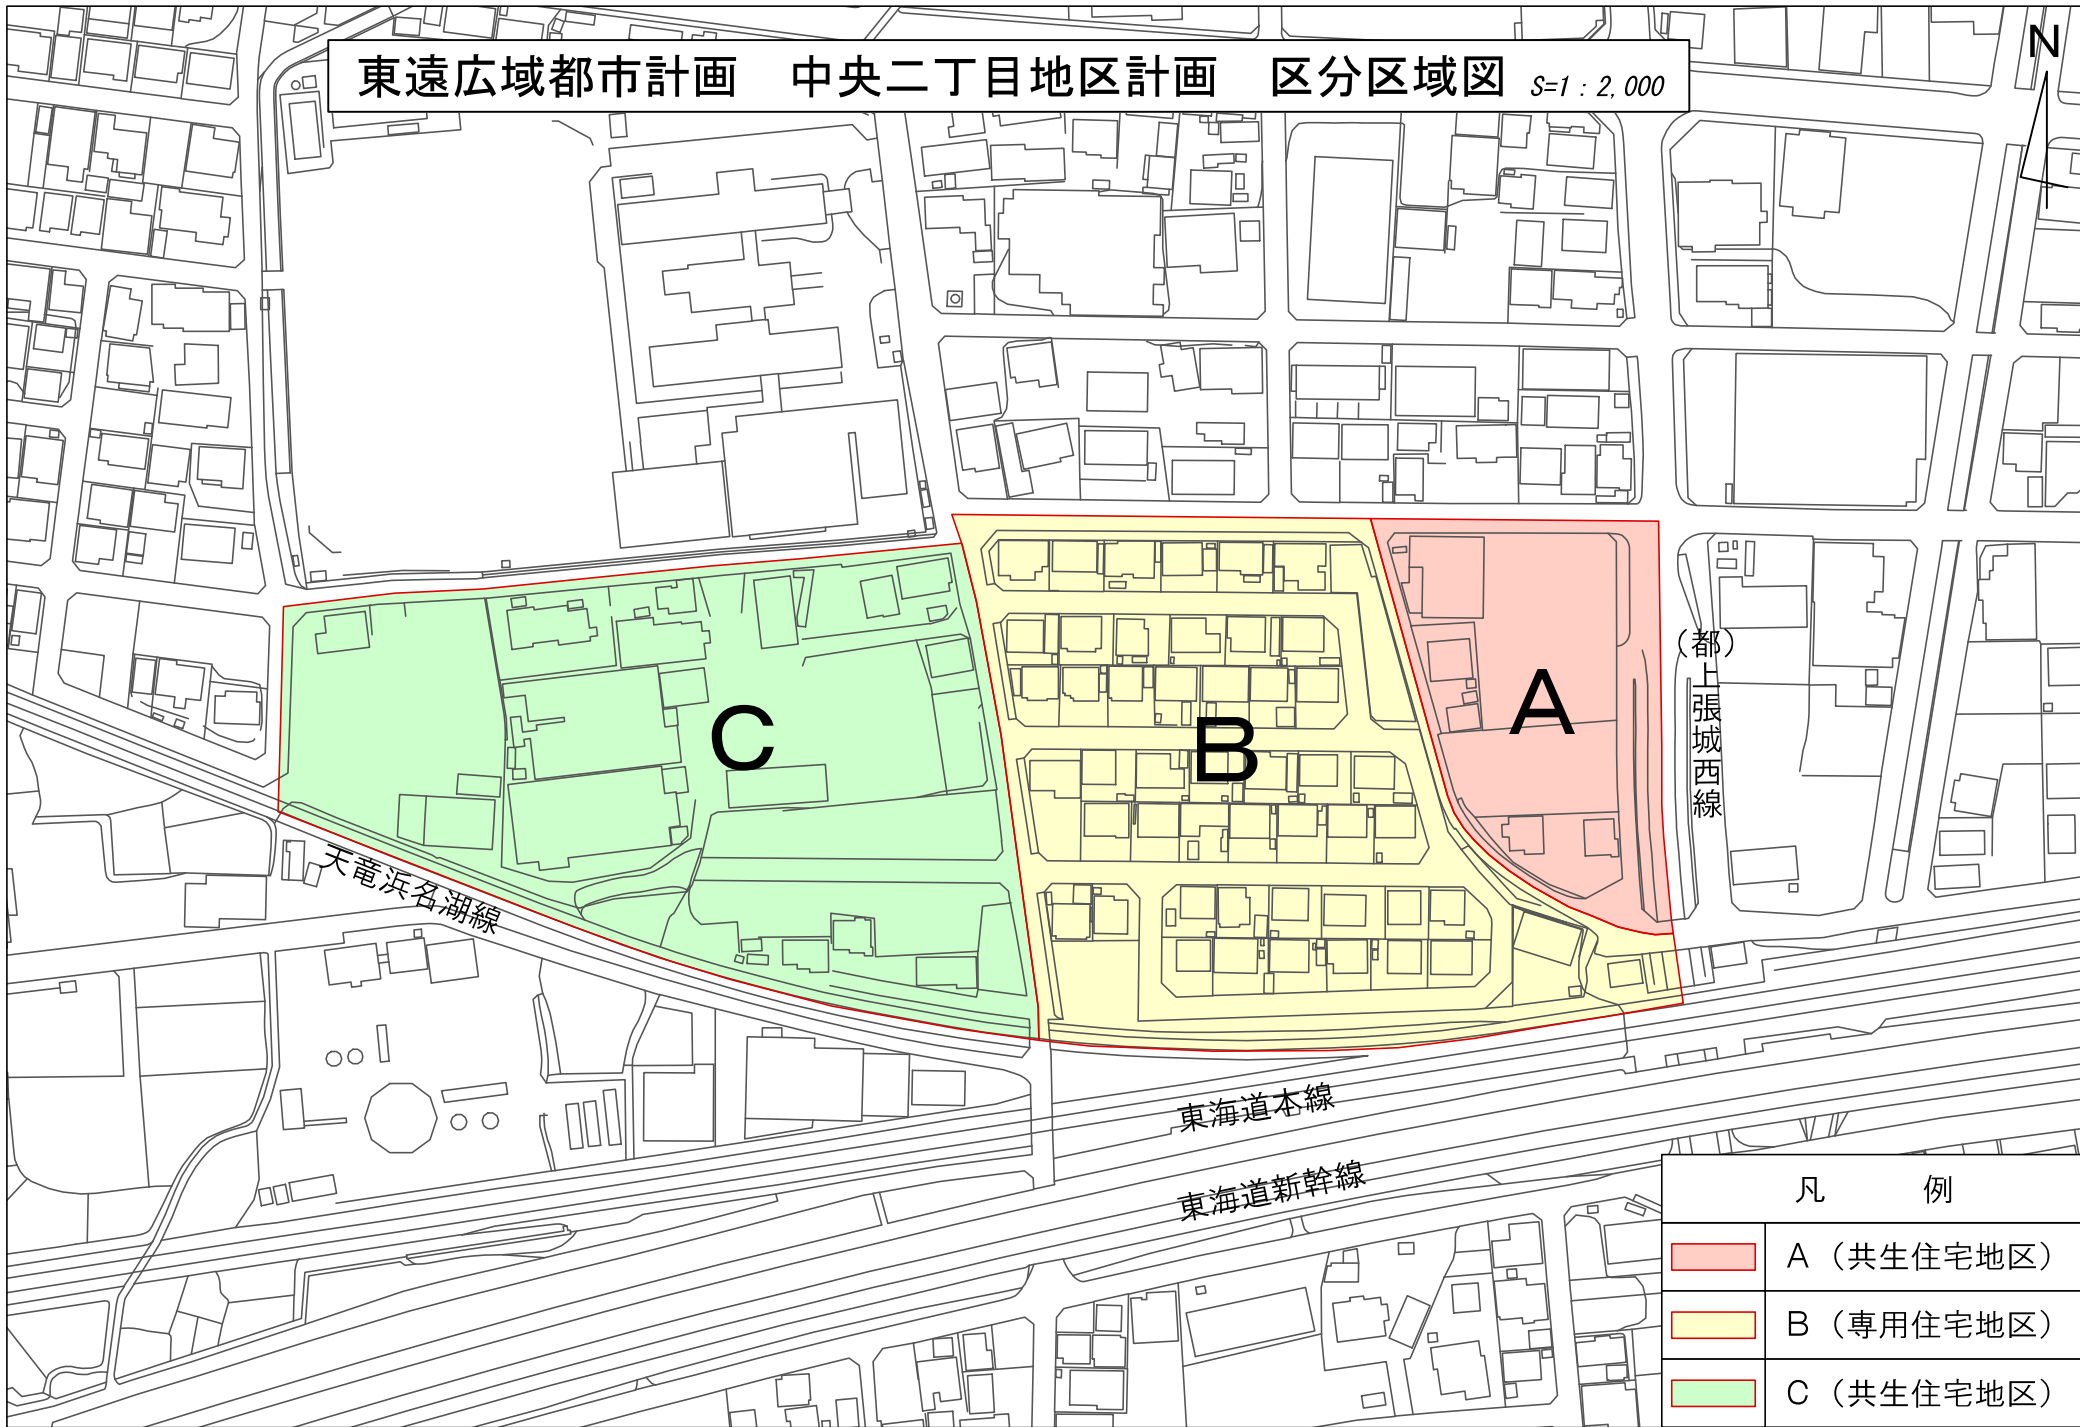 東遠広域都市計画　中央二丁目地区計画　区分区域図 S=1：2,000
N
（都）上張城西線
A
B
C
天竜浜名湖線
東海道本線
東海道新幹線
凡　例
A（共生住宅地区）
B（専用住宅地区）
C（共生住宅地区）